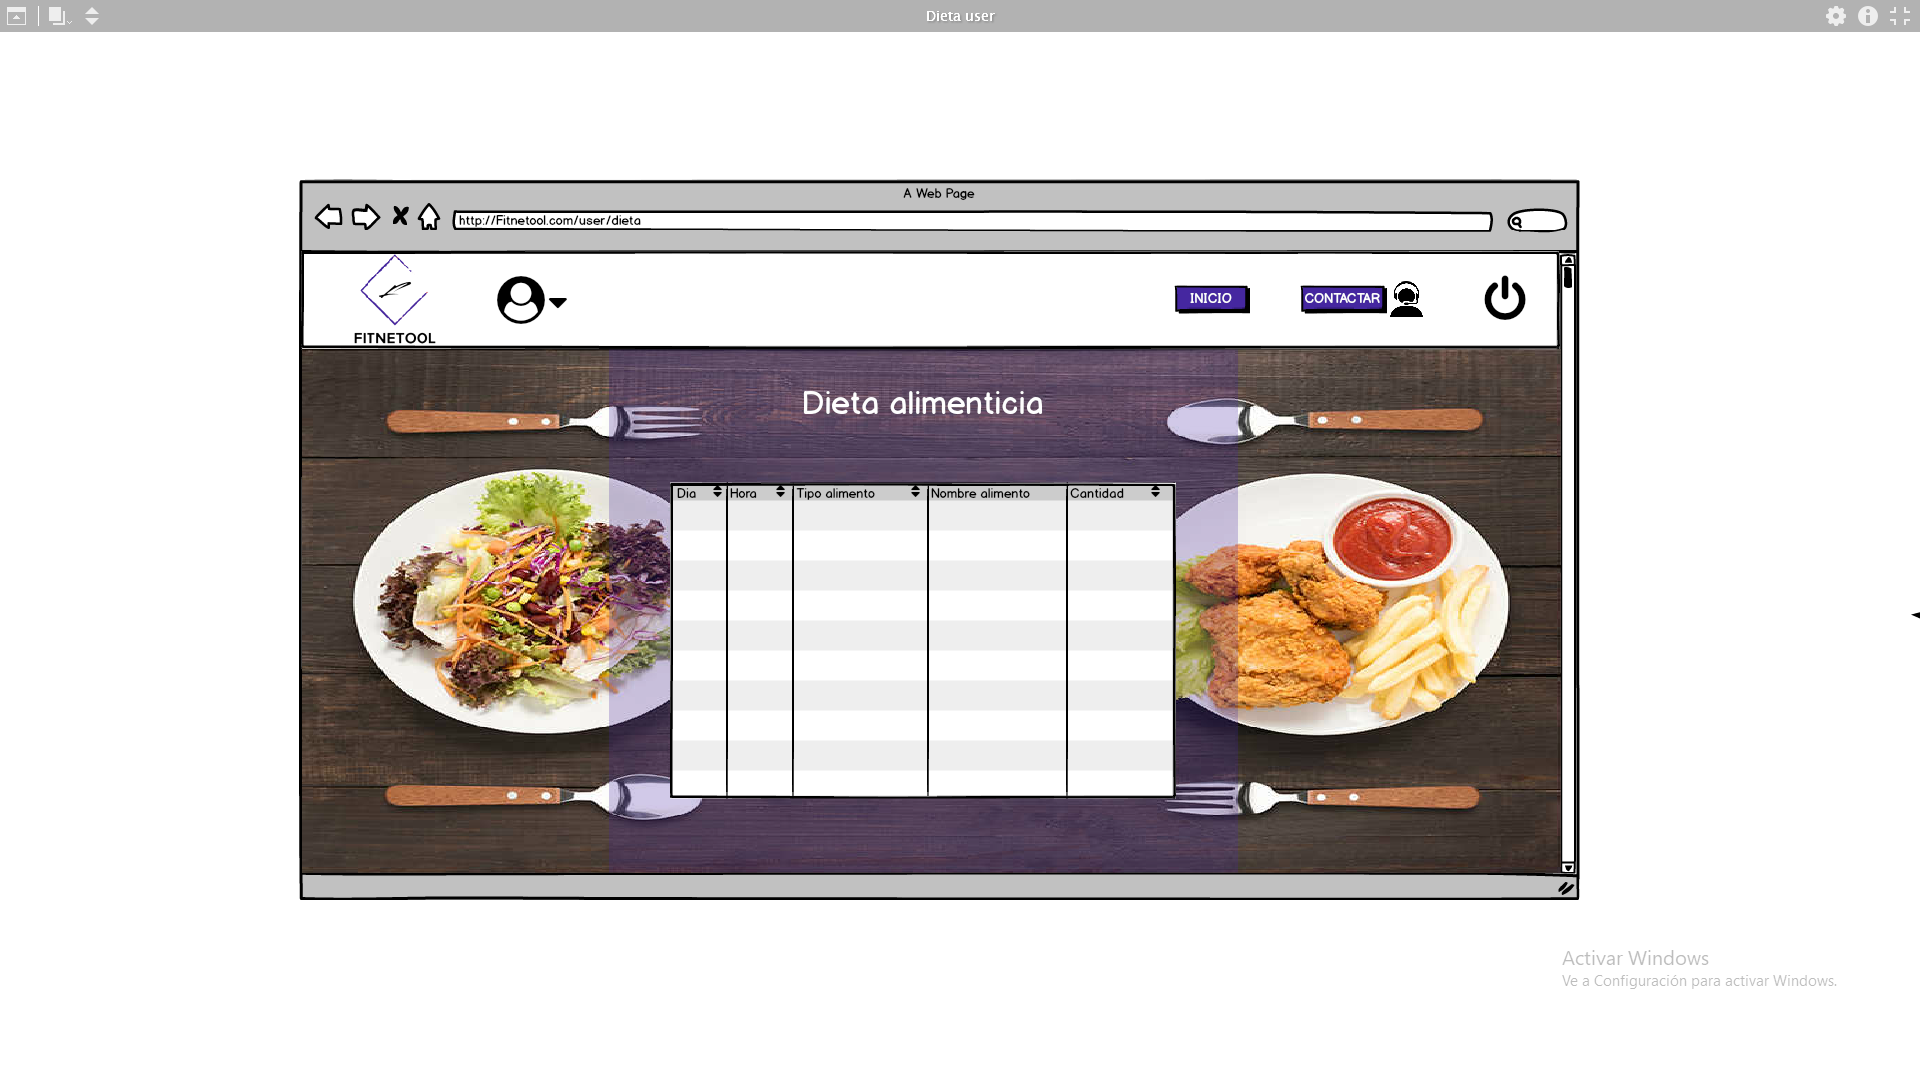 Dieta user
A Web Page
http://Fitnetool.com/user/dieta
FITNETOOL
INICIO
CONTACTAR
Dieta alimenticia
Dia
Hora
Tipo alimento
Nombre alimento
Cantidad
Activar Windows
Ve a Configuración para activar Windows.